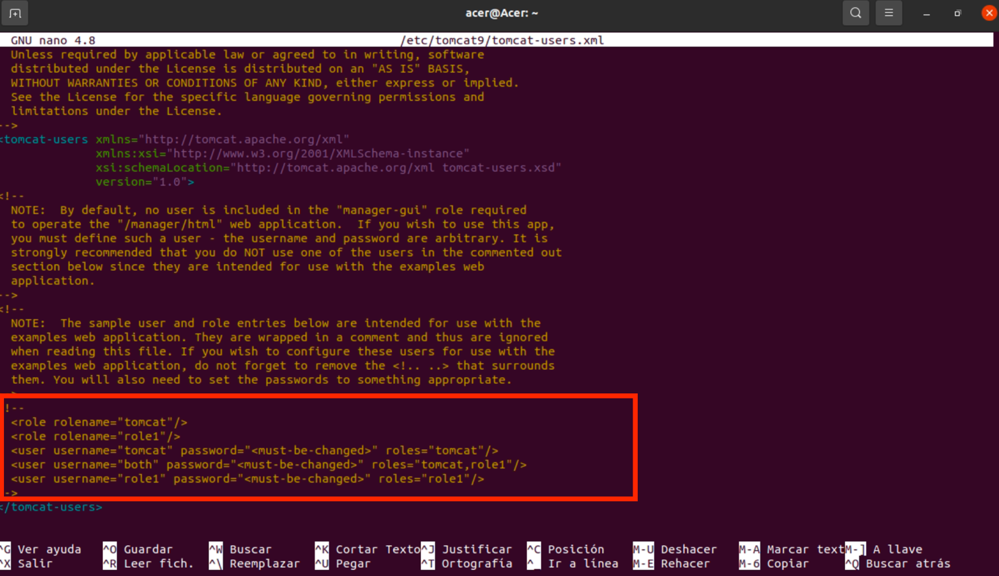 acer@Acer: ~
GNU nano 4.8 /etc/tomcat9/tomcat-users.xml
Unless required by applicable law or agreed to in writing, software
distributed under the License is distributed on an "AS IS" BASIS,
WITHOUT WARRANTIES OR CONDITIONS OF ANY KIND, either express or implied.
See the License for the specific language governing permissions and
limitations under the License.
-->
<tomcat-users xmlns="http://tomcat.apache.org/xml"
xmlns:xsi="http://www.w3.org/2001/XMLSchema-instance"
xsi:schemaLocation="http://tomcat.apache.org/xml tomcat-users.xsd"
version="1.0">
<!--
NOTE:  By default, no user is included in the "manager-gui" role required
to operate the "/manager/html" web application.  If you wish to use this app,
you must define such a user - the username and password are arbitrary. It is
strongly recommended that you do NOT use one of the users in the commented out
section below since they are intended for use with the examples web
application.
-->
<!--
NOTE:  The sample user and role entries below are intended for use with the
examples web application. They are wrapped in a comment and thus are ignored
when reading this file. If you wish to configure these users for use with the
examples web application, do not forget to remove the <!.. ..> that surrounds
them. You will also need to set the passwords to something appropriate.
!--
<role rolename="tomcat"/>
<role rolename="role1"/>
<user username="tomcat" password="<must-be-changed>" roles="tomcat"/>
<user username="both" password="<must-be-changed>" roles="tomcat,role1"/>
<user username="role1" password="<must-be-changed>" roles="role1"/>
->
</tomcat-users>
^G Ver ayuda ^O Guardar ^W Buscar ^K Cortar Texto ^J Justificar ^C Posición M-U Deshacer M-A Marcar text M-] A llave
^X Salir ^R Leer fich. ^\ Reemplazar ^U Pegar ^T Ortografía ^_ Ir a línea M-E Rehacer M-6 Copiar ^Q Buscar atrás